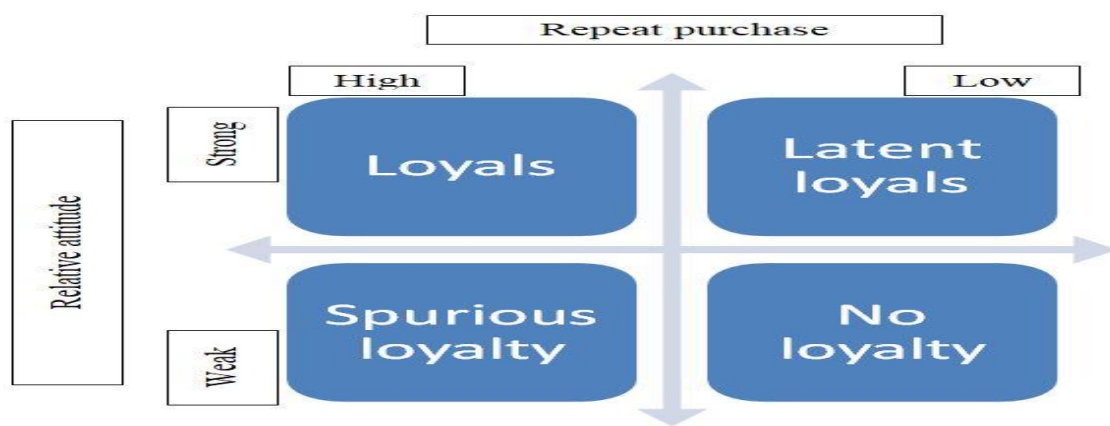 Repeat purchase
High
Low
Relative attitude
Strong
Loyals
Latent
loyals
Weak
Spurious
loyalty
No
loyalty